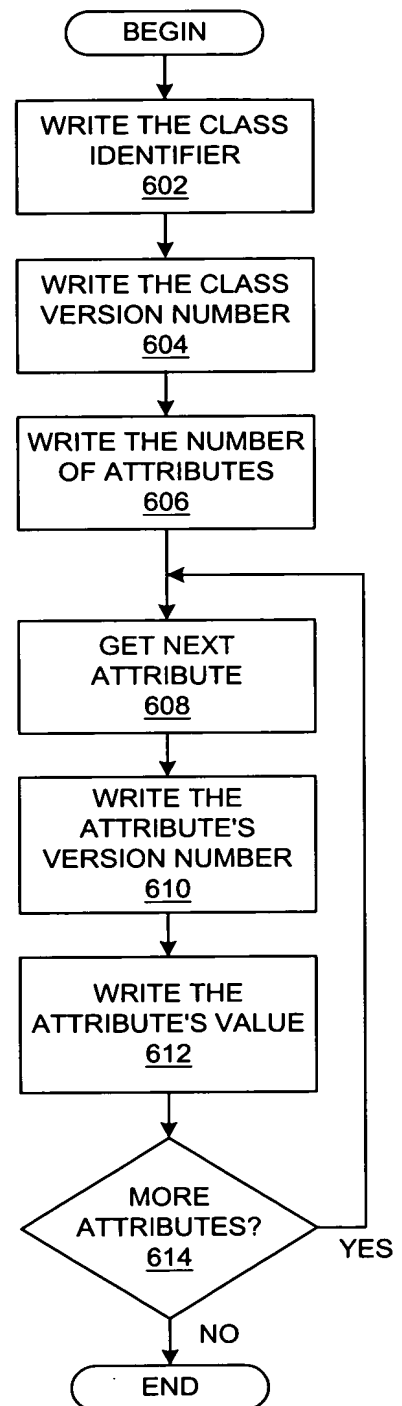 BEGIN
WRITE THE CLASS
IDENTIFIER
602
WRITE THE CLASS
VERSION NUMBER
604
WRITE THE NUMBER
OF ATTRIBUTES
606
GET NEXT
ATTRIBUTE
608
WRITE THE
ATTRIBUTE'S
VERSION NUMBER
610
WRITE THE
ATTRIBUTE'S VALUE
612
MORE
ATTRIBUTES?
614
YES
NO
END